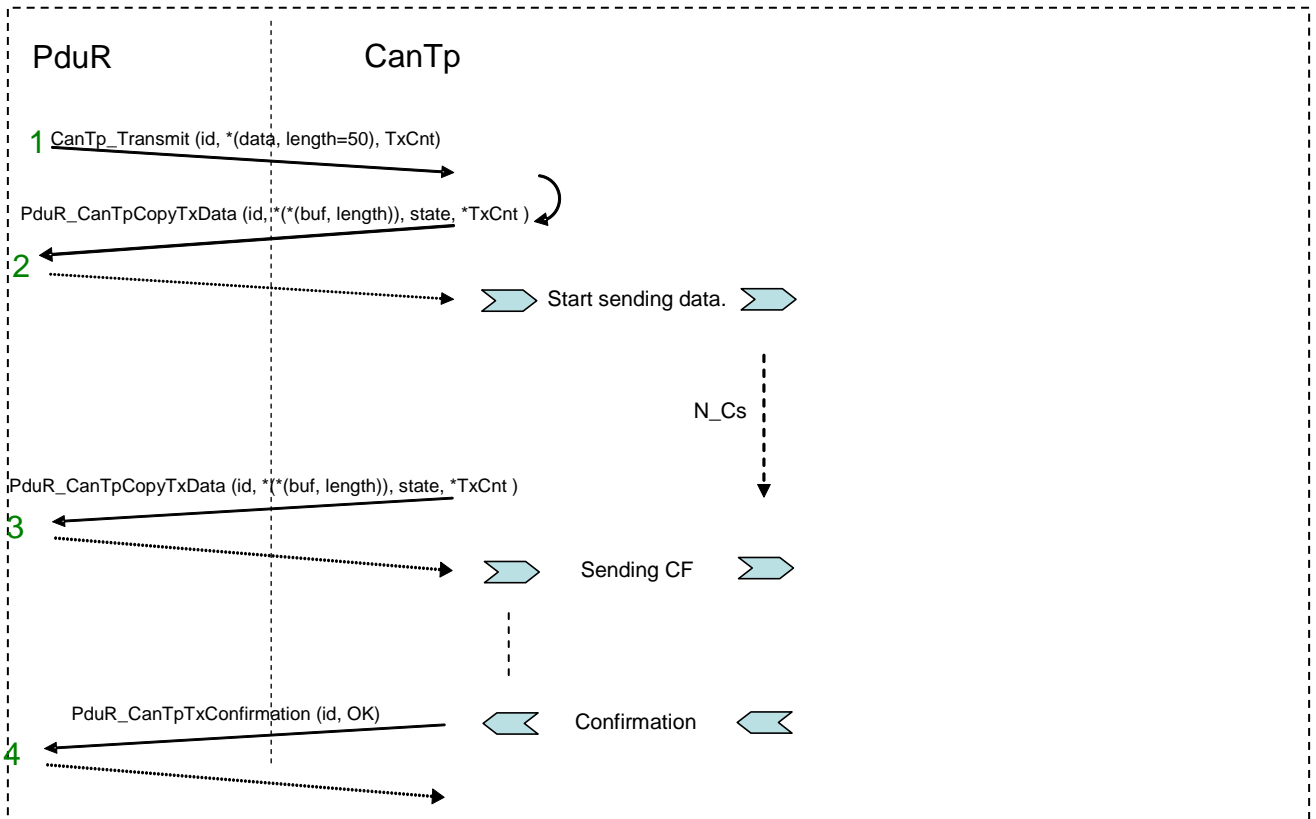 PduR
CanTp
1 CanTp_Transmit (id, *(data, length=50), TxCnt)
PduR_CanTpCopyTxData (id, *(*(buf, length)), state, *TxCnt )
2
Start sending data.
N_Cs
PduR_CanTpCopyTxData (id, *(*(buf, length)), state, *TxCnt )
3
Sending CF
PduR_CanTpTxConfirmation (id, OK)
Confirmation
4